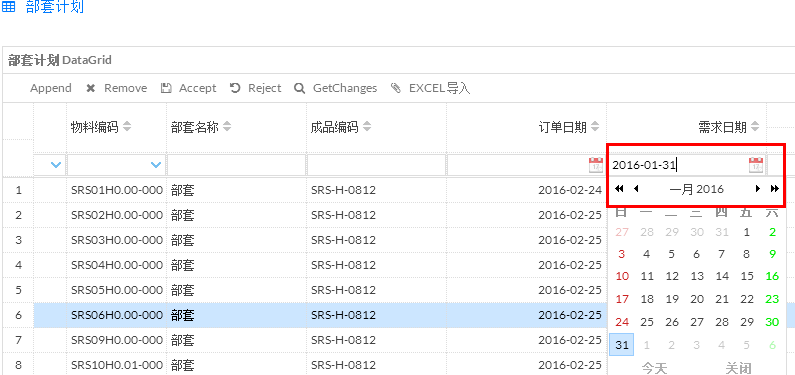 部套计划
部套计划 DataGrid
Append Remove Accept Reject GetChanges EXCEL导入
物料编码 部套名称 成品编码 订单日期 需求日期
2016-01-31
一月 2016
日 一 二 三 四 五 六
1 SRS01H0.00-000 部套 SRS-H-0812 2016-02-24
27 28 29 30 31 1 2
2 SRS02H0.00-000 部套 SRS-H-0812 2016-02-25
3 4 5 6 7 8 9
3 SRS03H0.00-000 部套 SRS-H-0812 2016-02-25
10 11 12 13 14 15 16
4 SRS04H0.00-000 部套 SRS-H-0812 2016-02-25
17 18 19 20 21 22 23
5 SRS05H0.00-000 部套 SRS-H-0812 2016-02-25
24 25 26 27 28 29 30
6 SRS06H0.00-000 部套 SRS-H-0812 2016-02-25
31 1 2 3 4 5 6
7 SRS09H0.00-000 部套 SRS-H-0812 2016-02-25
今天 关闭
8 SRS10H0.01-000 部套 SRS-H-0812 2016-02-25